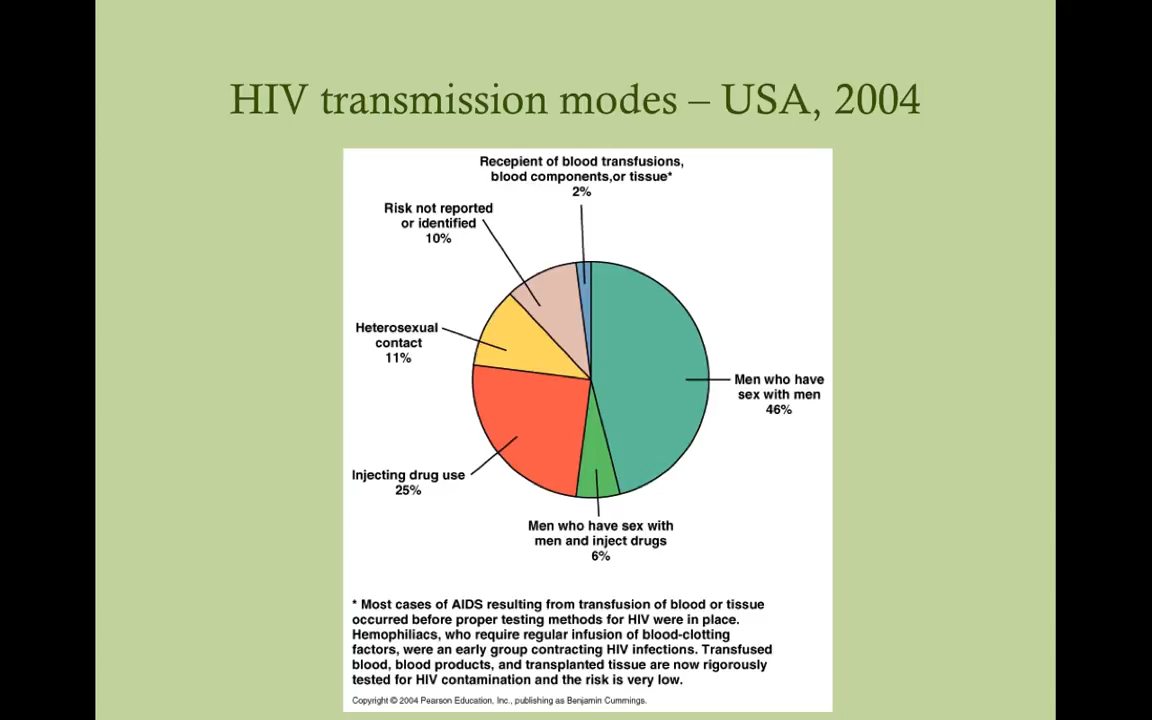 HIV transmission modes – USA, 2004
Recepient of blood transfusions,
blood components,or tissue*
2%
Risk not reported
or identified
10%
Heterosexual
contact
11%
Men who have
sex with men
46%
Injecting drug use
25%
Men who have sex with
men and inject drugs
6%
* Most cases of AIDS resulting from transfusion of blood or tissue
occurred before proper testing methods for HIV were in place.
Hemophiliacs, who require regular infusion of blood-clotting
factors, were an early group contracting HIV infections. Transfused
blood, blood products, and transplanted tissue are now rigorously
tested for HIV contamination and the risk is very low.
Copyright © 2004 Pearson Education, Inc., publishing as Benjamin Cummings.